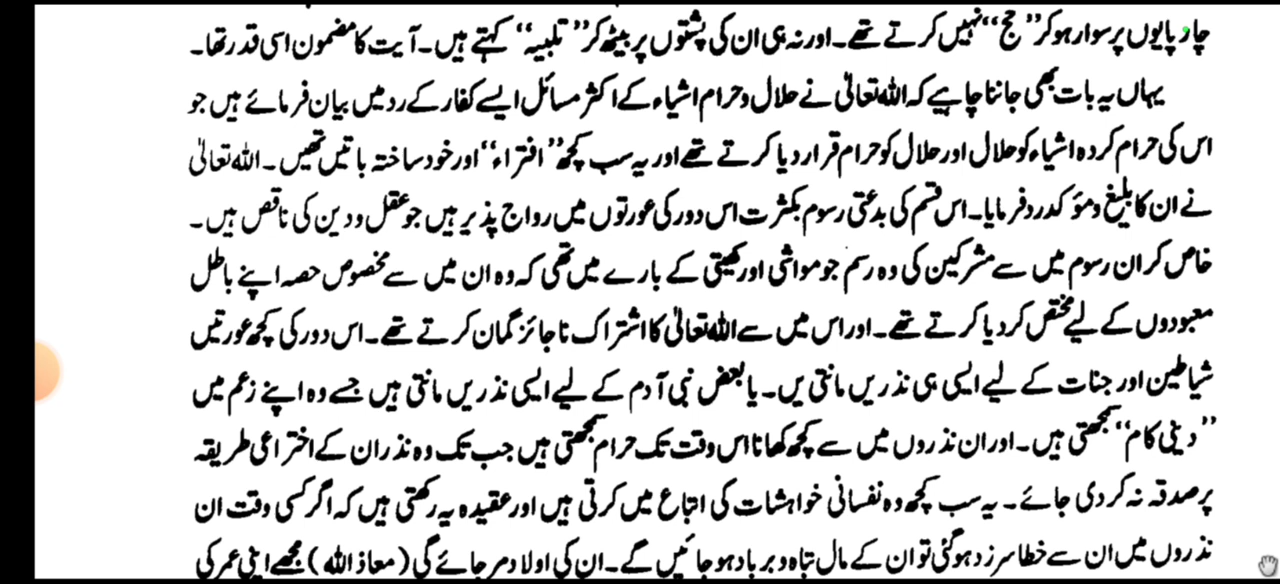 چار پایوں پر سوار ہو کر ’’حج‘‘ نہیں کرتے تھے۔ اور نہ ہی ان کی پشتوں پر بیٹھ کر ’’تلبیہ‘‘ کہتے ہیں۔ آیت کا مضمون اسی قدر تھا۔
یہاں یہ بات بھی جاننا چاہیے کہ اللہ تعالیٰ نے حلال و حرام اشیاء کے اکثر مسائل ایسے کفار کے رد میں بیان فرمائے ہیں جو
اس کی حرام کردہ اشیاء کو حلال اور حلال کو حرام قرار دیا کرتے تھے اور یہ سب کچھ ’’افتراء‘‘ اور خود ساختہ باتیں تھیں۔ اللہ تعالیٰ
نے ان کا بلیغ و مؤکد رد فرمایا۔ اس قسم کی بدعتی رسوم بکثرت اس دور کی عورتوں میں رواج پذیر ہیں جو عقل و دین کی ناقص ہیں۔
خاص کر ان رسوم میں سے مشرکین کی وہ رسم جو مواشی اور کھیتی کے بارے میں تھی کہ وہ ان میں سے مخصوص حصہ اپنے باطل
معبودوں کے لیے مختص کر دیا کرتے تھے۔ اور اس میں سے اللہ تعالیٰ کا اشتراک ناجائز گمان کرتے تھے۔ اس دور کی کچھ عورتیں
شیاطین اور جنات کے لیے ایسی ہی نذریں مانتی یں۔ یا بعض نبی آدم کے لیے ایسی نذریں مانتی ہیں جسے وہ اپنے زعم میں
’’دینی کام‘‘ سمجھتی ہیں۔ اور ان نذروں میں سے کچھ کھانا اس وقت تک حرام سمجھتی ہیں جب تک وہ نذر ان کے اختراعی طریقہ
پر صدقہ نہ کر دی جائے۔ یہ سب کچھ وہ نفسانی خواہشات کی اتباع میں کرتی ہیں اور عقیدہ یہ رکھتی ہیں کہ اگر کسی وقت ان
نذروں میں ان سے خطا سرزد ہو گئی تو ان کے مال تباہ و برباد ہو جائیں گے۔ ان کی اولاد مر جائے گی (معاذ اللہ) مجھے اپنی عمر کی